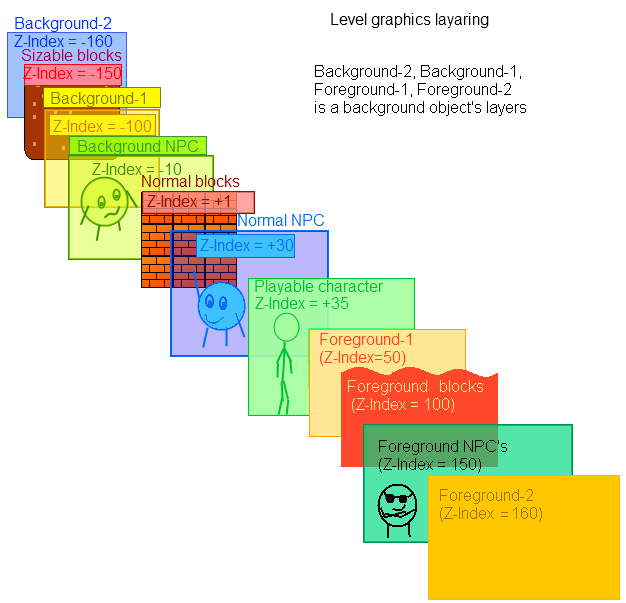 Level graphics layaring
Background-2, Background-1,
Foreground-1, Foreground-2
is a background object's layers
Background-2
Z-Index = -160
Sizable blocks
Z-Index = -150
Background-1
Z-Index = -100
Background NPC
Z-Index = -10
Normal blocks
Z-Index = +1
Normal NPC
Z-Index = +30
Playable character
Z-Index = +35
Foreground-1
(Z-Index=50)
Foreground blocks
(Z-Index = 100)
Foreground NPC's
(Z-Index = 150)
Foreground-2
(Z-Index = 160)